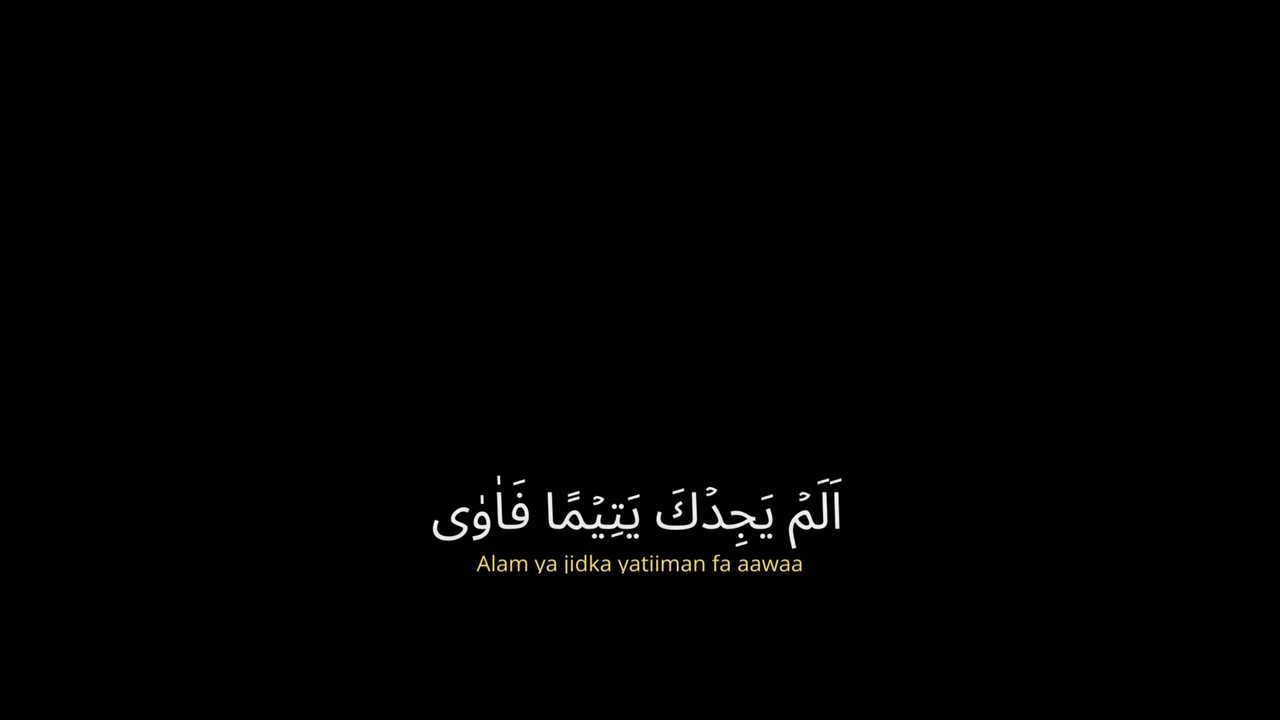 اَلَمۡ يَجِدۡكَ يَتِيۡمًا فَاٰوٰى
Alam ya jidka yatiiman fa aawaa